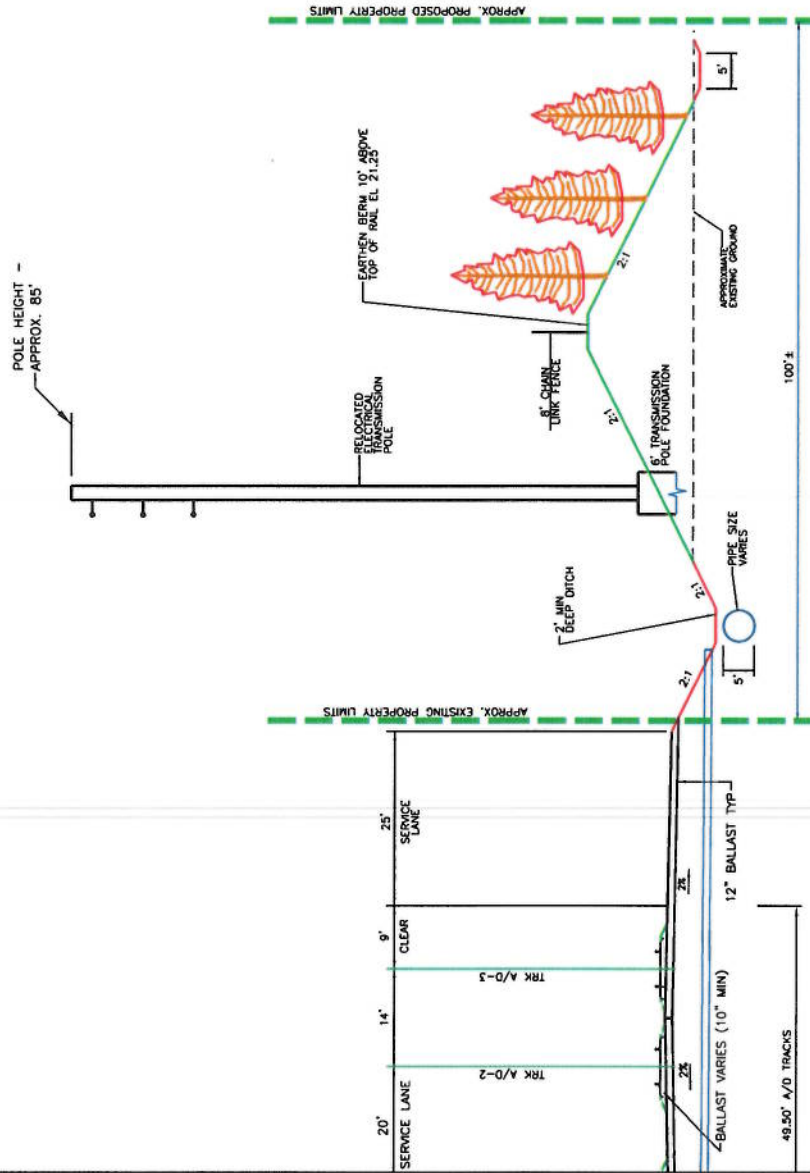 APPROX. PROPOSED PROPERTY LIMITS
POLE HEIGHT –
APPROX. 85'
EARTHEN BERM 10' ABOVE
TOP OF RAIL EL 21.25
5'
RELOCATED
ELECTRICAL
TRANSMISSION
POLE
8' CHAIN
LINK FENCE
2:1
2:1
APPROXIMATE
EXISTING GROUND
6' TRANSMISSION
POLE FOUNDATION
100'±
2' MIN
DEEP DITCH
2:1
PIPE SIZE
VARIES
2:1
5'
APPROX. EXISTING PROPERTY LIMITS
25'
SERVICE
LANE
12" BALLAST TYP
2%
9'
CLEAR
TRK A/D-3
14'
TRK A/D-2
2%
BALLAST VARIES (10" MIN)
20'
SERVICE LANE
49.50' A/D TRACKS